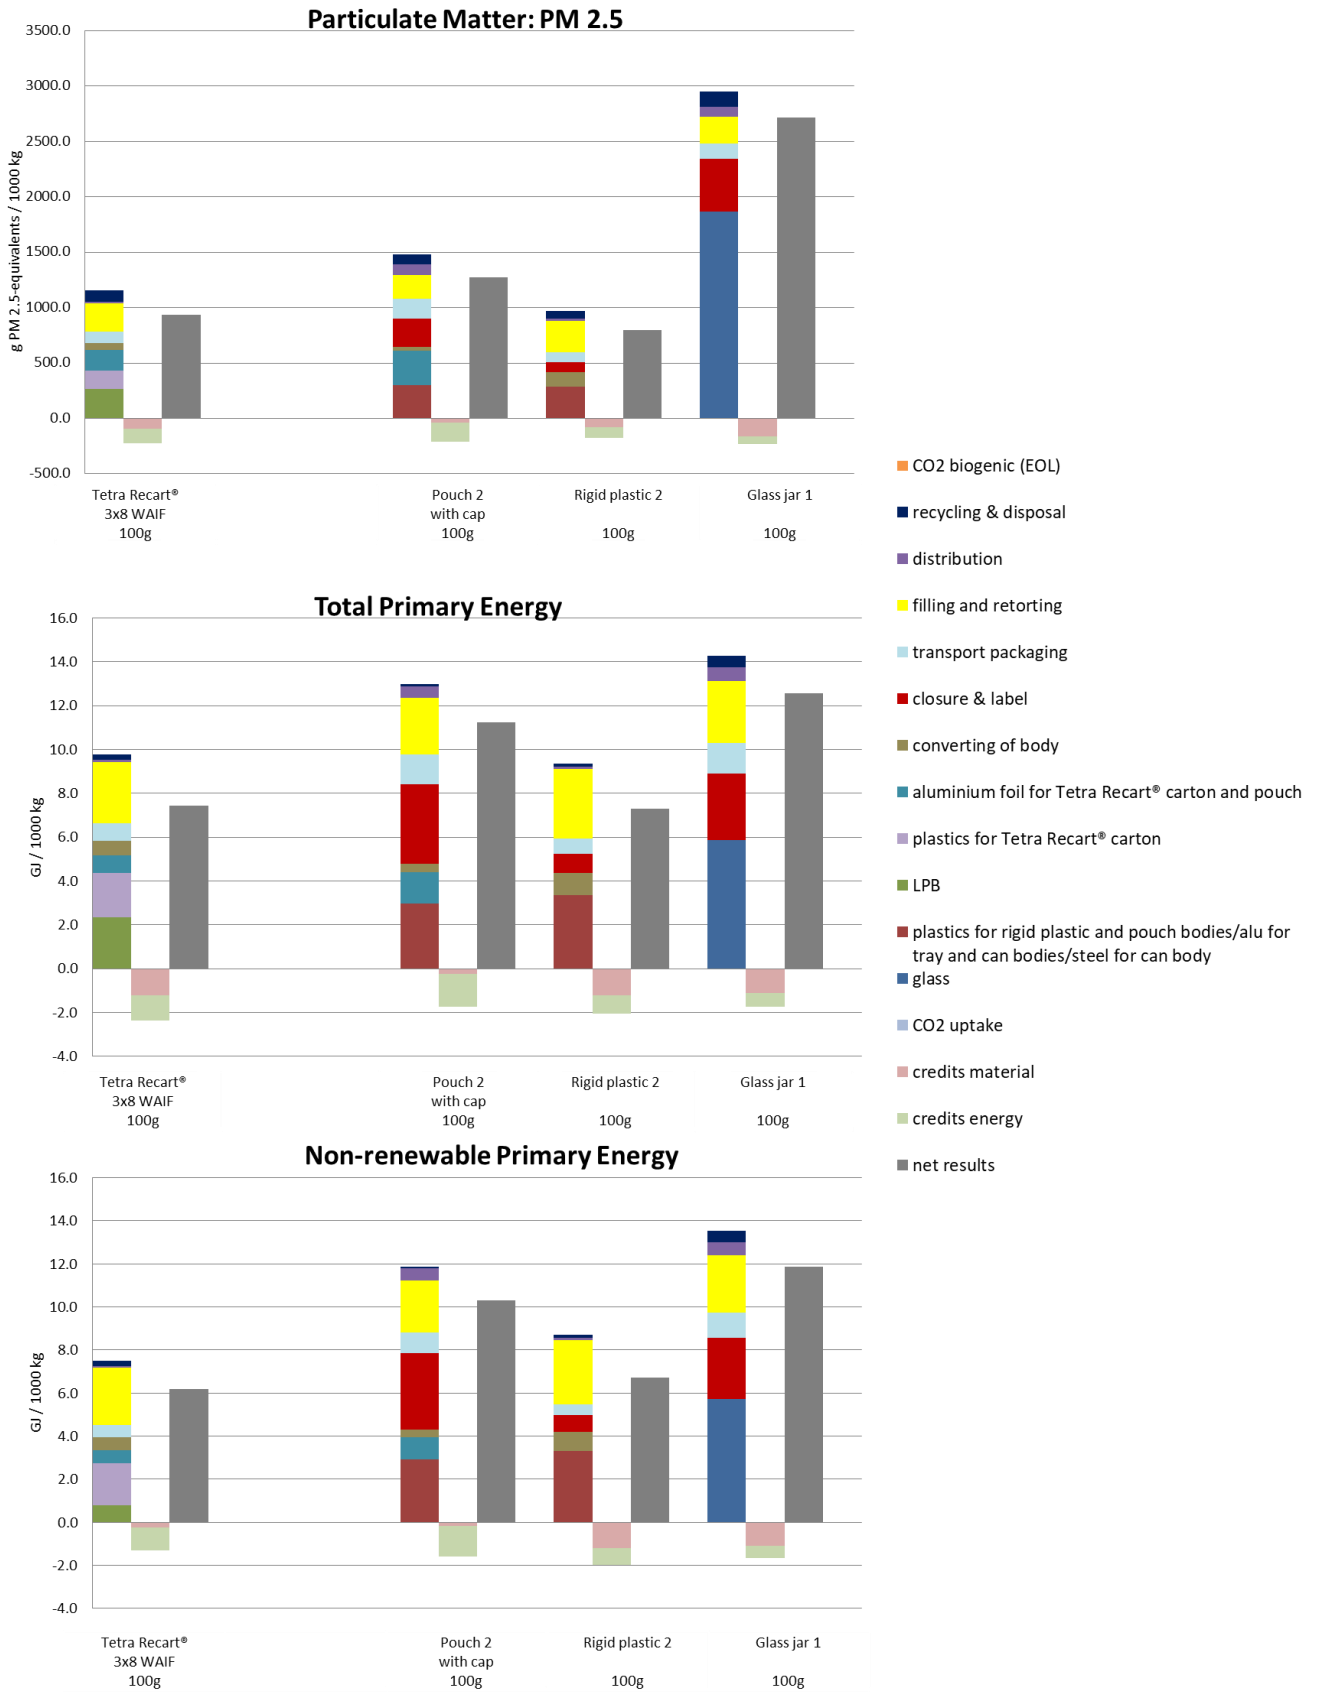 Particulate Matter: PM 2.5
3500.0
3000.0
2500.0
2000.0
1500.0
1000.0
500.0
0.0
-500.0
g PM 2.5-equivalents / 1000 kg
Tetra Recart®
3x8 WAIF
100g
Pouch 2
with cap
100g
Rigid plastic 2
100g
Glass jar 1
100g
Total Primary Energy
16.0
14.0
12.0
10.0
8.0
6.0
4.0
2.0
0.0
-2.0
-4.0
GJ / 1000 kg
Tetra Recart®
3x8 WAIF
100g
Pouch 2
with cap
100g
Rigid plastic 2
100g
Glass jar 1
100g
Non-renewable Primary Energy
16.0
14.0
12.0
10.0
8.0
6.0
4.0
2.0
0.0
-2.0
-4.0
GJ / 1000 kg
Tetra Recart®
3x8 WAIF
100g
Pouch 2
with cap
100g
Rigid plastic 2
100g
Glass jar 1
100g
CO2 biogenic (EOL)
recycling & disposal
distribution
filling and retorting
transport packaging
closure & label
converting of body
aluminium foil for Tetra Recart® carton and pouch
plastics for Tetra Recart® carton
LPB
plastics for rigid plastic and pouch bodies/alu for
tray and can bodies/steel for can body
glass
CO2 uptake
credits material
credits energy
net results